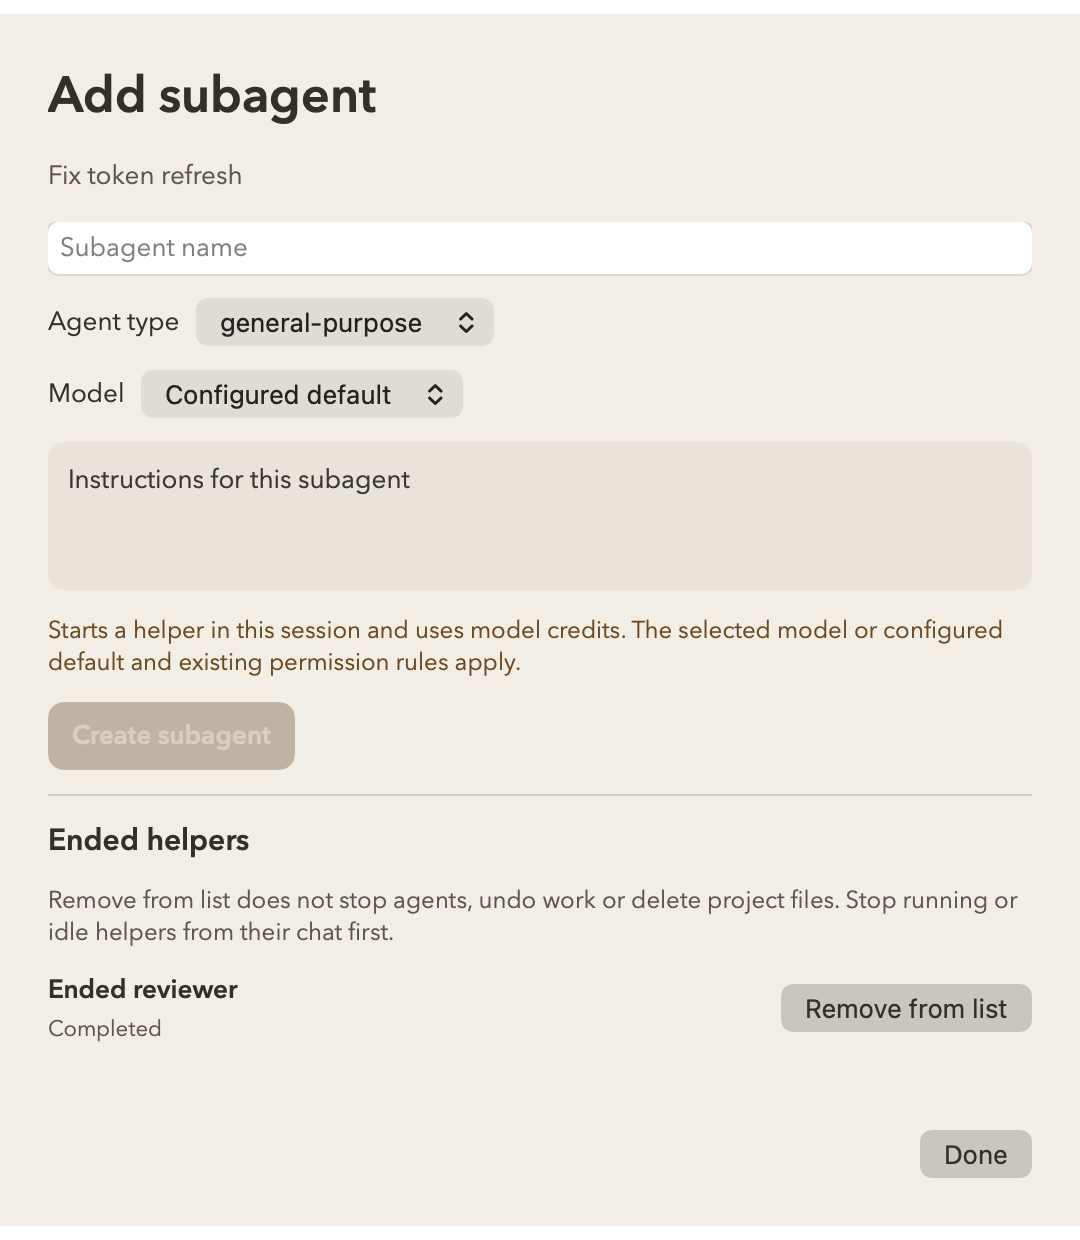 Add subagent
Fix token refresh
Subagent name
Agent type general-purpose
Model Configured default
Instructions for this subagent
Starts a helper in this session and uses model credits. The selected model or configured
default and existing permission rules apply.
Create subagent
Ended helpers
Remove from list does not stop agents, undo work or delete project files. Stop running or
idle helpers from their chat first.
Ended reviewer
Remove from list
Completed
Done